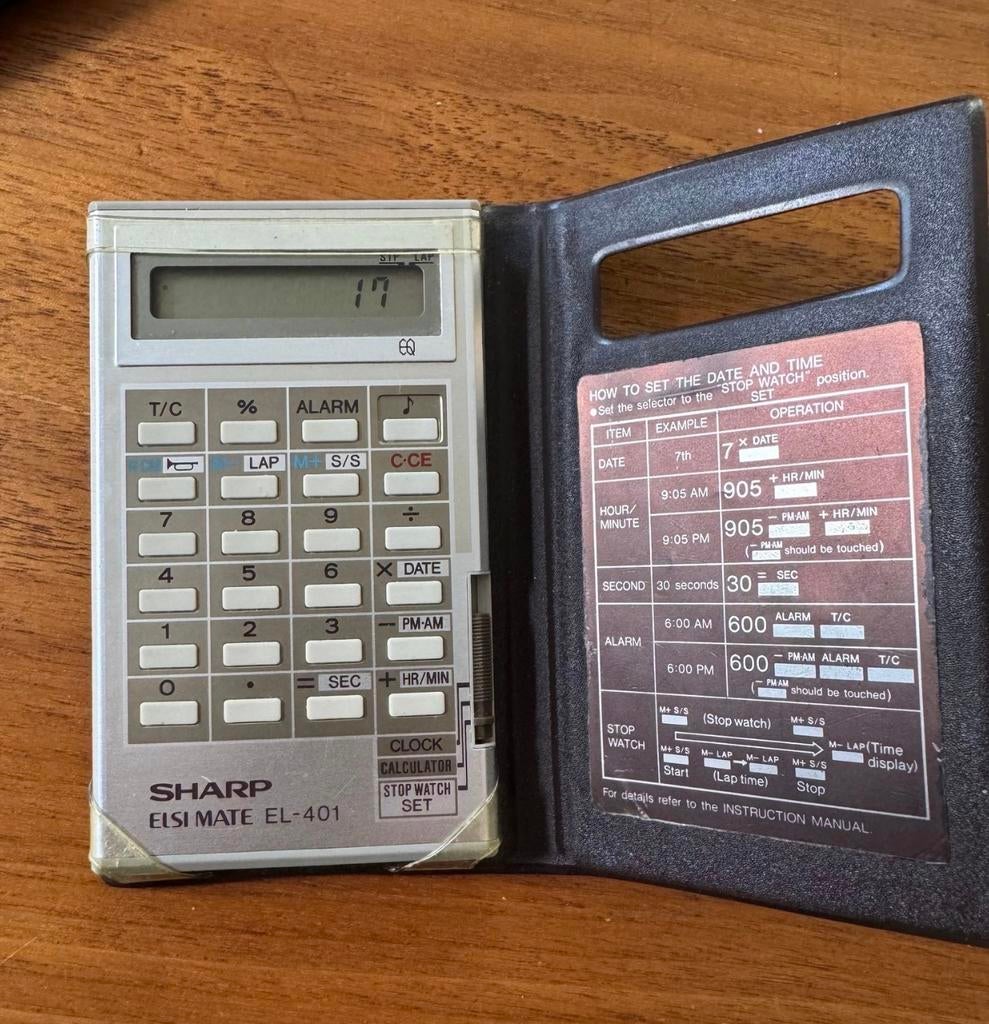 STP LAP
17
EQ
T/C % ALARM ♪
RCM M- LAP M+ S/S C·CE
7 8 9 ÷
4 5 6 × DATE
1 2 3 - PM·AM
0 · = SEC + HR/MIN
CLOCK
CALCULATOR
STOP WATCH
SET
SHARP
ELSI MATE EL-401
HOW TO SET THE DATE AND TIME
●Set the selector to the "STOP WATCH" position.
SET
ITEM EXAMPLE OPERATION
DATE 7th 7 × DATE
HOUR/
MINUTE
9:05 AM 905 + HR/MIN
9:05 PM 905 - PM·AM + HR/MIN
(- PM·AM should be touched)
SECOND 30 seconds 30 = SEC
ALARM
6:00 AM 600 ALARM T/C
6:00 PM 600 - PM·AM ALARM T/C
(- PM·AM should be touched)
STOP
WATCH
M+ S/S (Stop watch) M+ S/S
M- LAP (Time
display)
M+ S/S M- LAP → M- LAP M+ S/S
Start (Lap time) Stop
For details refer to the INSTRUCTION MANUAL.